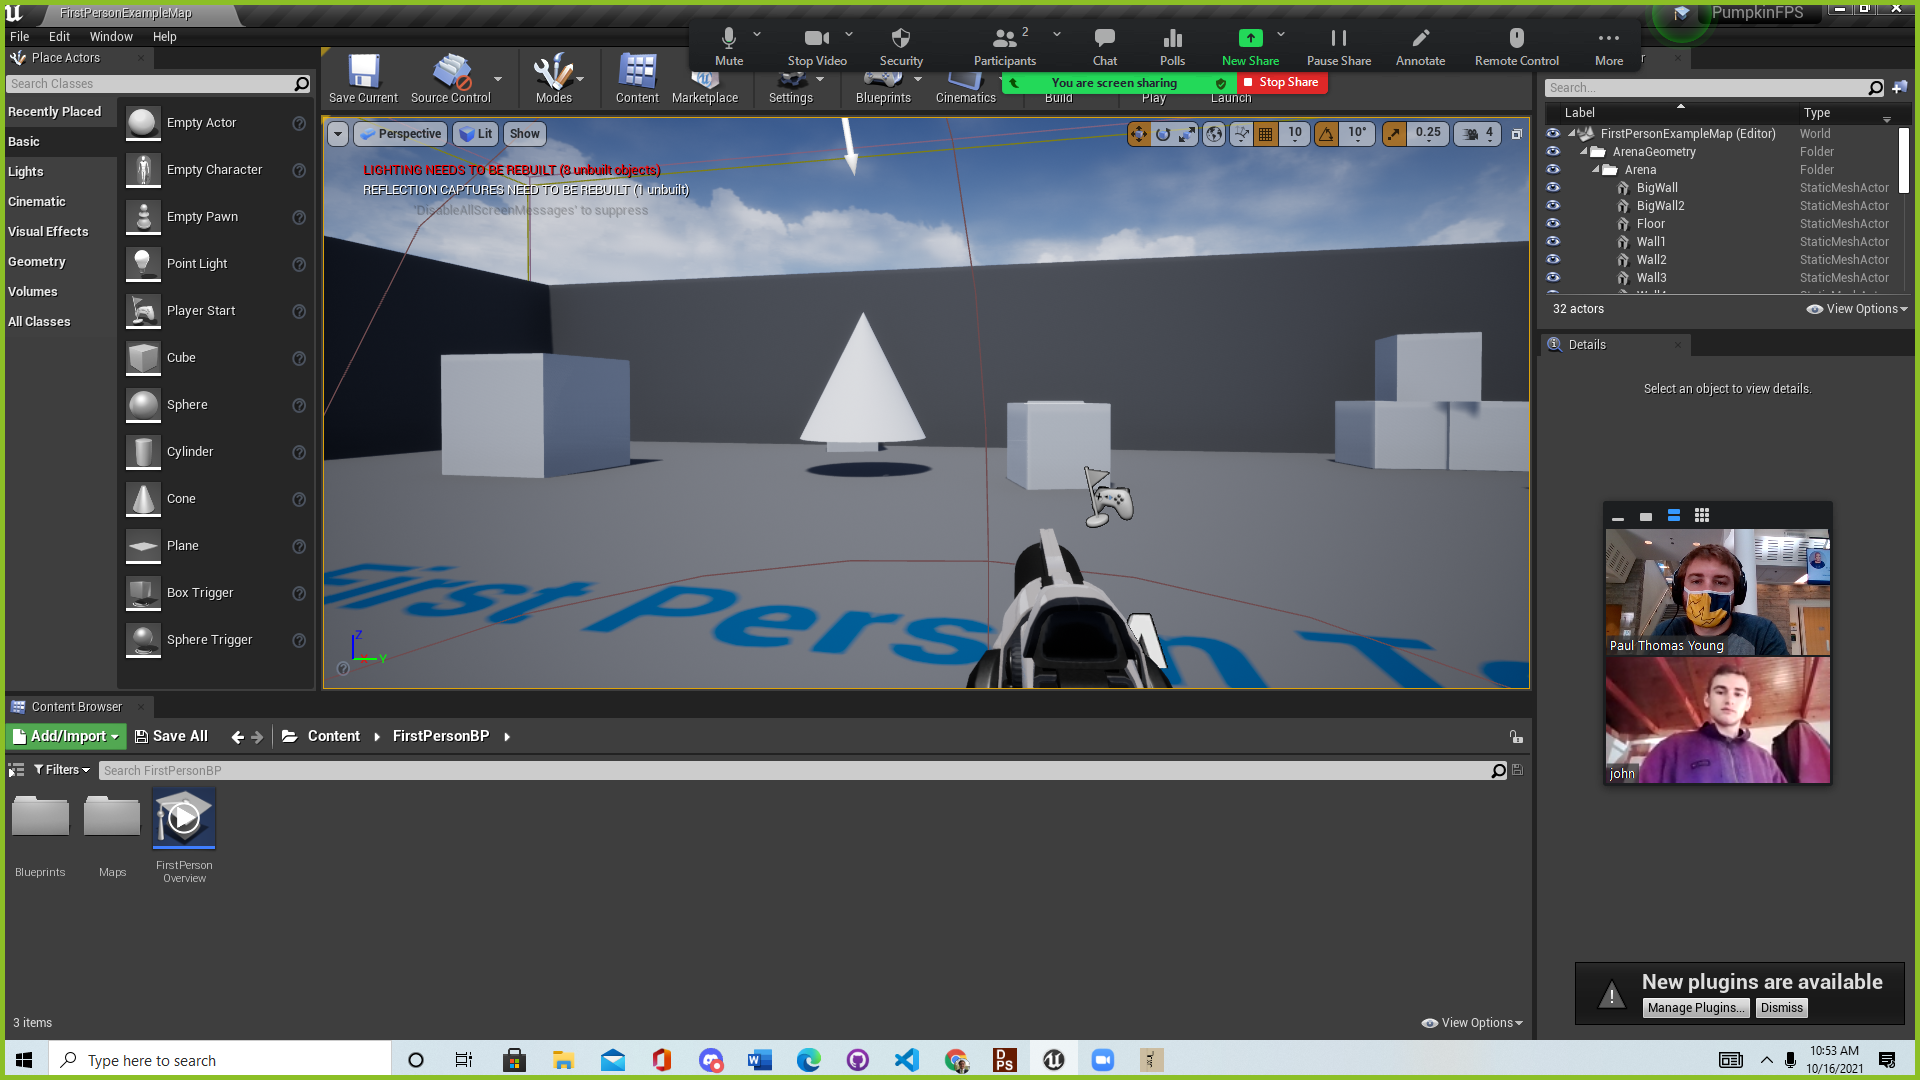 FirstPersonExampleMap
PumpkinFPS
File
Edit
Window
Help
Mute
Stop Video
Security
Participants
2
Chat
Polls
New Share
Pause Share
Annotate
Remote Control
More
You are screen sharing
Stop Share
Place Actors
Search Classes
Recently Placed
Basic
Lights
Cinematic
Visual Effects
Geometry
Volumes
All Classes
Empty Actor
Empty Character
Empty Pawn
Point Light
Player Start
Cube
Sphere
Cylinder
Cone
Plane
Box Trigger
Sphere Trigger
Save Current
Source Control
Modes
Content
Marketplace
Settings
Blueprints
Cinematics
Build
Play
Launch
Perspective
Lit
Show
10
10°
0.25
4
LIGHTING NEEDS TO BE REBUILT (8 unbuilt objects)
REFLECTION CAPTURES NEED TO BE REBUILT (1 unbuilt)
'DisableAllScreenMessages' to suppress
First Person
Z
Y
Search...
Label
Type
FirstPersonExampleMap (Editor) World
ArenaGeometry Folder
Arena Folder
BigWall StaticMeshActor
BigWall2 StaticMeshActor
Floor StaticMeshActor
Wall1 StaticMeshActor
Wall2 StaticMeshActor
Wall3 StaticMeshActor
32 actors
View Options
Details
Select an object to view details.
Paul Thomas Young
john
Content Browser
Add/Import
Save All
Content
FirstPersonBP
Filters
Search FirstPersonBP
Blueprints
Maps
FirstPerson
Overview
3 items
View Options
New plugins are available
Manage Plugins...
Dismiss
Type here to search
D
PS
10:53 AM
10/16/2021